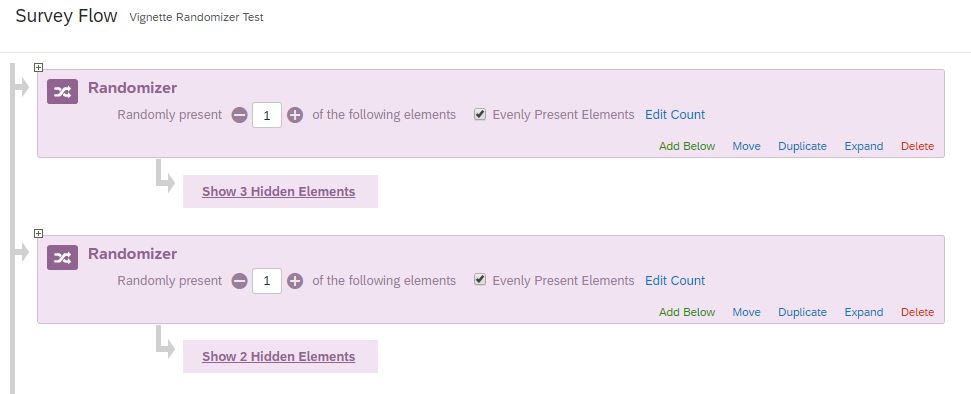 Survey Flow Vignette Randomizer Test
Randomizer
Randomly present 1 of the following elements Evenly Present Elements Edit Count
Add Below Move Duplicate Expand Delete
Show 3 Hidden Elements
Randomizer
Randomly present 1 of the following elements Evenly Present Elements Edit Count
Add Below Move Duplicate Expand Delete
Show 2 Hidden Elements